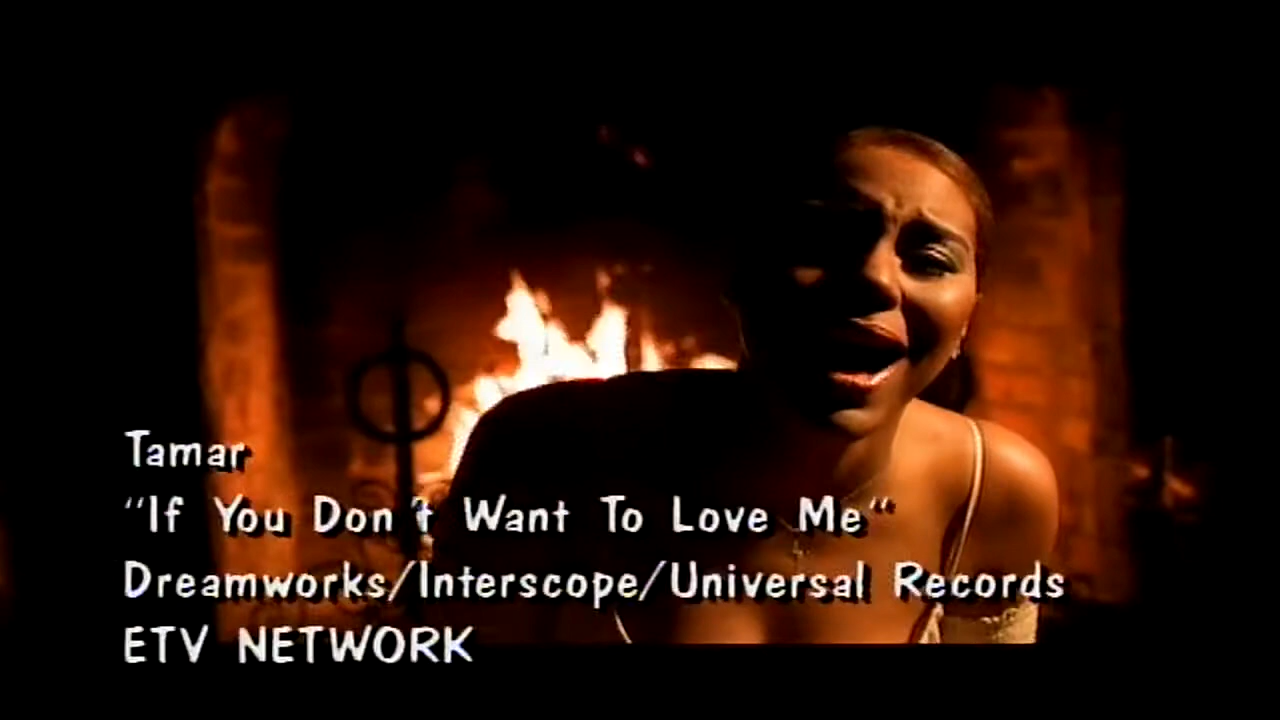 Tamar
“If You Don't Want To Love Me“
Dreamworks/Interscope/Universal Records
ETV NETWORK